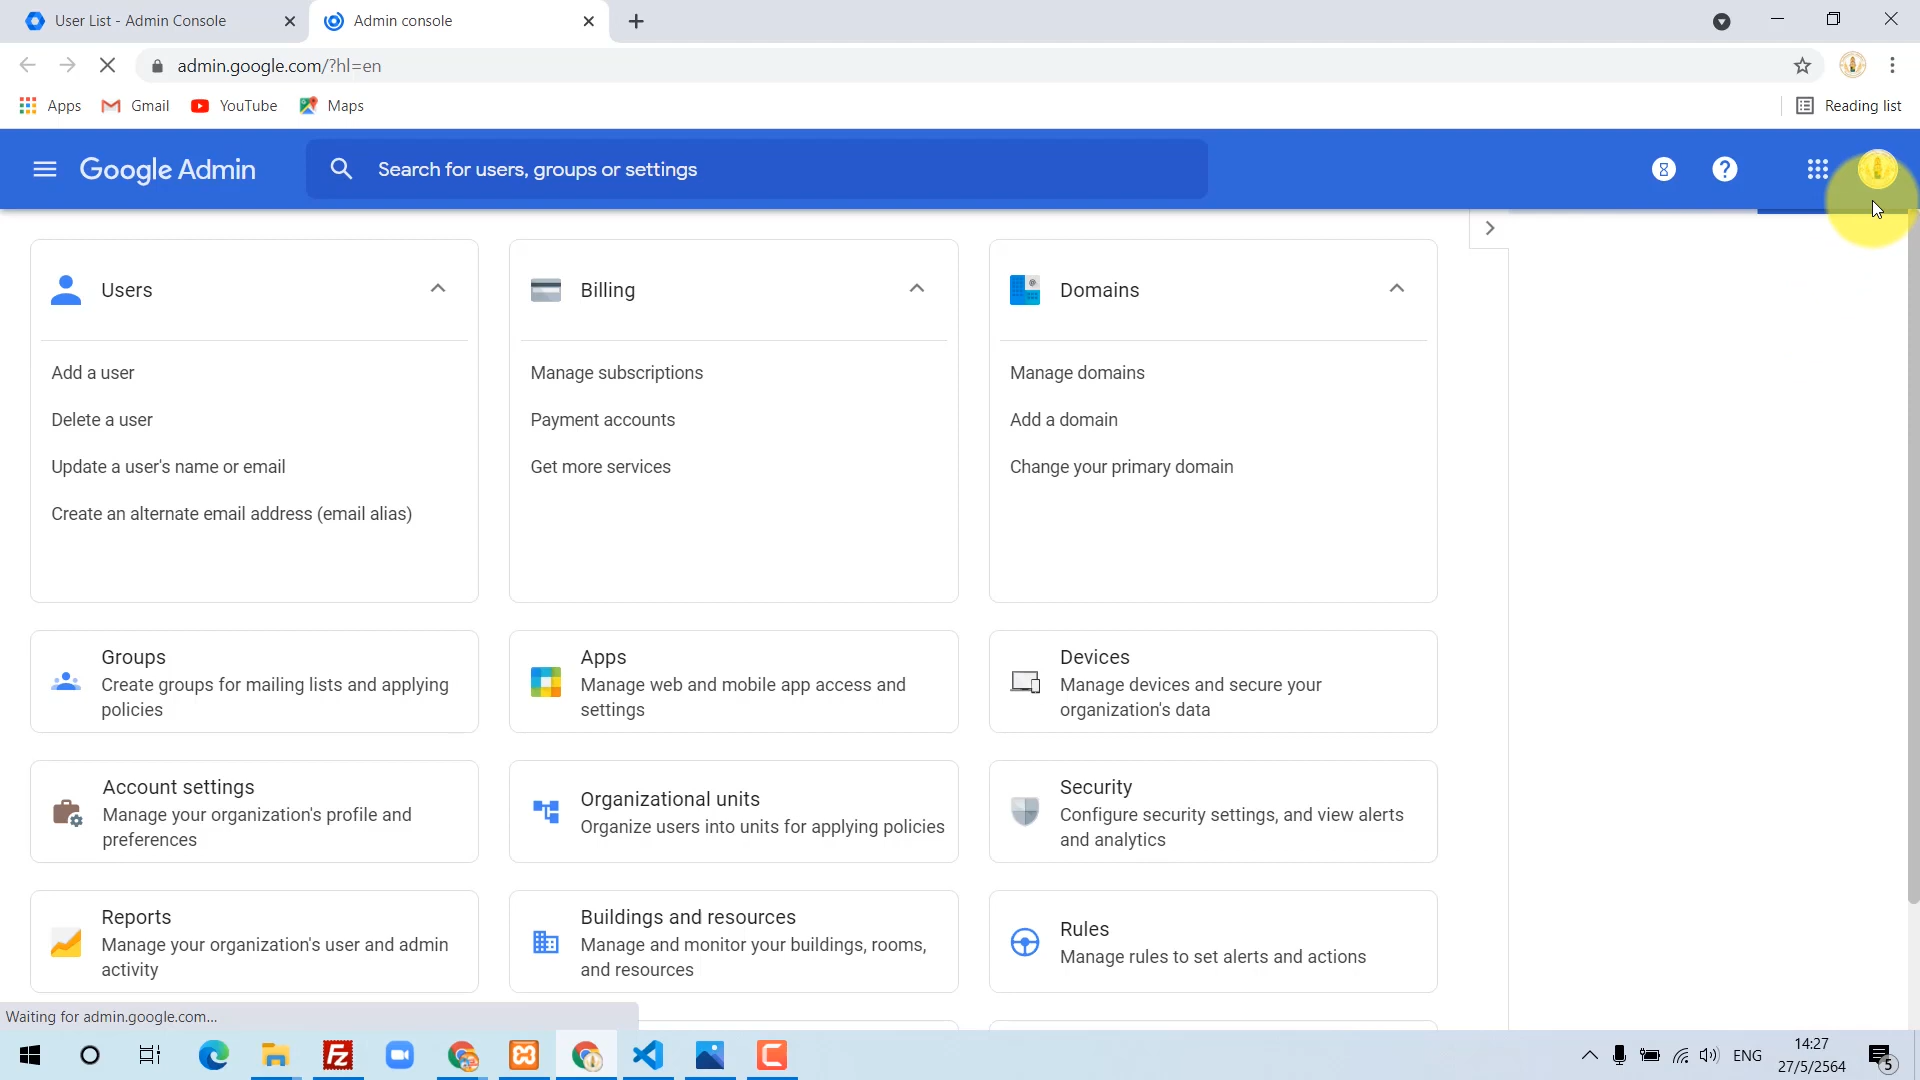 User List - Admin Console
Admin console
admin.google.com/?hl=en
Apps
Gmail
YouTube
Maps
Reading list
Google Admin
Search for users, groups or settings
Users
Add a user
Delete a user
Update a user's name or email
Create an alternate email address (email alias)
Billing
Manage subscriptions
Payment accounts
Get more services
Domains
Manage domains
Add a domain
Change your primary domain
Groups
Create groups for mailing lists and applying
policies
Apps
Manage web and mobile app access and
settings
Devices
Manage devices and secure your
organization's data
Account settings
Manage your organization's profile and
preferences
Organizational units
Organize users into units for applying policies
Security
Configure security settings, and view alerts
and analytics
Reports
Manage your organization's user and admin
activity
Buildings and resources
Manage and monitor your buildings, rooms,
and resources
Rules
Manage rules to set alerts and actions
Waiting for admin.google.com...
ENG
14:27
27/5/2564
5